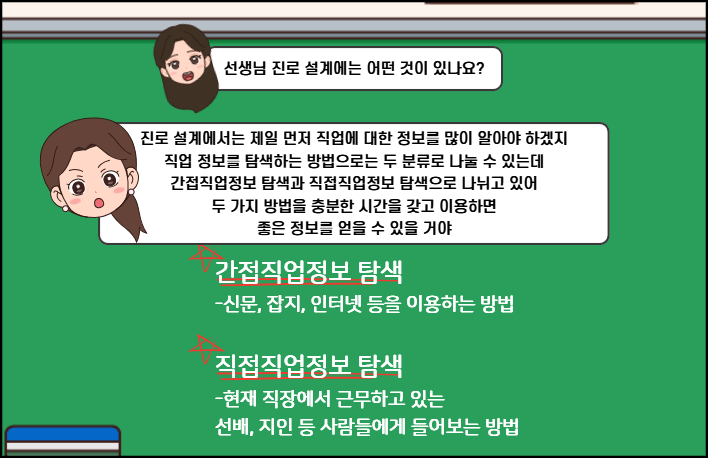 선생님 진로 설계에는 어떤 것이 있나요?
진로 설계에서는 제일 먼저 직업에 대한 정보를 많이 알아야 하겠지
직업 정보를 탐색하는 방법으로는 두 분류로 나눌 수 있는데
간접직업정보 탐색과 직접직업정보 탐색으로 나뉘고 있어
두 가지 방법을 충분한 시간을 갖고 이용하면
좋은 정보를 얻을 수 있을 거야
간접직업정보 탐색
-신문, 잡지, 인터넷 등을 이용하는 방법
직접직업정보 탐색
-현재 직장에서 근무하고 있는
선배, 지인 등 사람들에게 들어보는 방법